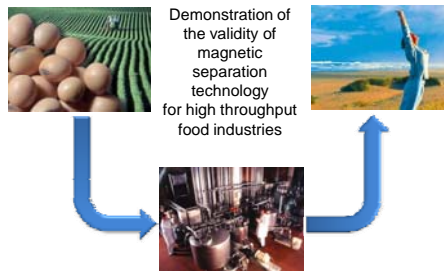 Demonstration of
the validity of
magnetic
separation
technology
for high throughput
food industries